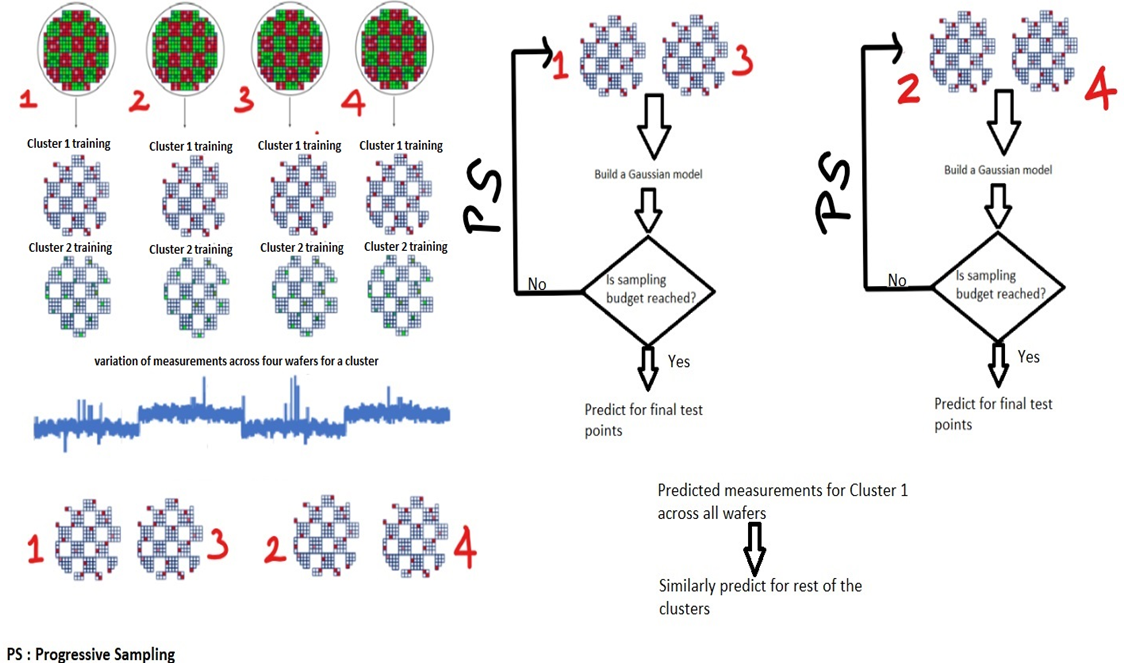 1
2
3
4
Cluster 1 training
Cluster 1 training
Cluster 1 training
Cluster 1 training
Cluster 2 training
Cluster 2 training
Cluster 2 training
Cluster 2 training
variation of measurements across four wafers for a cluster
1
3
2
4
PS : Progressive Sampling
1
3
PS
Build a Gaussian model
Is sampling
budget reached?
No
Yes
Predict for final test
points
2
4
PS
Build a Gaussian model
Is sampling
budget reached?
No
Yes
Predict for final test
points
Predicted measurements for Cluster 1
across all wafers
Similarly predict for rest of the
clusters